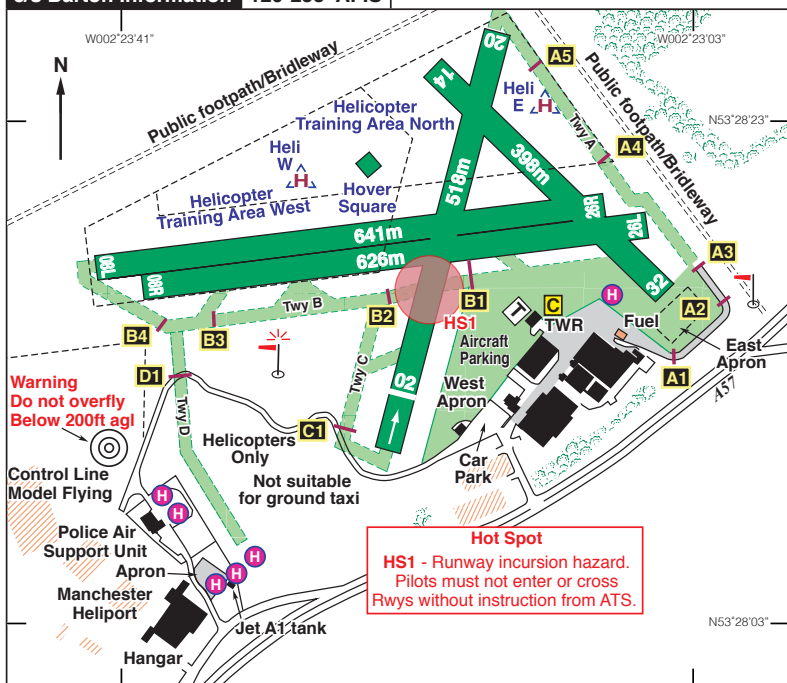 W002°23'41"
W002°23'03"
N
Public footpath/Bridleway
Public footpath/Bridleway
20
14
A5
Heli
E
H
Helicopter
Training Area North
N53°28'23"
Twy A
A4
Heli
W
H
398m
518m
Hover
Square
Helicopter
Training Area West
26R
26L
641m
626m
08L
08R
32
A3
H
A2
B1
B2
HS1
Twy B
B3
B4
T
C
TWR
Fuel
Aircraft
Parking
East
Apron
A1
A57
D1
Twy C
02
West
Apron
Warning
Do not overfly
Below 200ft agl
Twy D
C1
Helicopters
Only
Not suitable
for ground taxi
Car
Park
Control Line
Model Flying
H
H
Police Air
Support Unit
Apron
H
H
H
Manchester
Heliport
Jet A1 tank
Hangar
Hot Spot
HS1 - Runway incursion hazard.
Pilots must not enter or cross
Rwys without instruction from ATS.
N53°28'03"